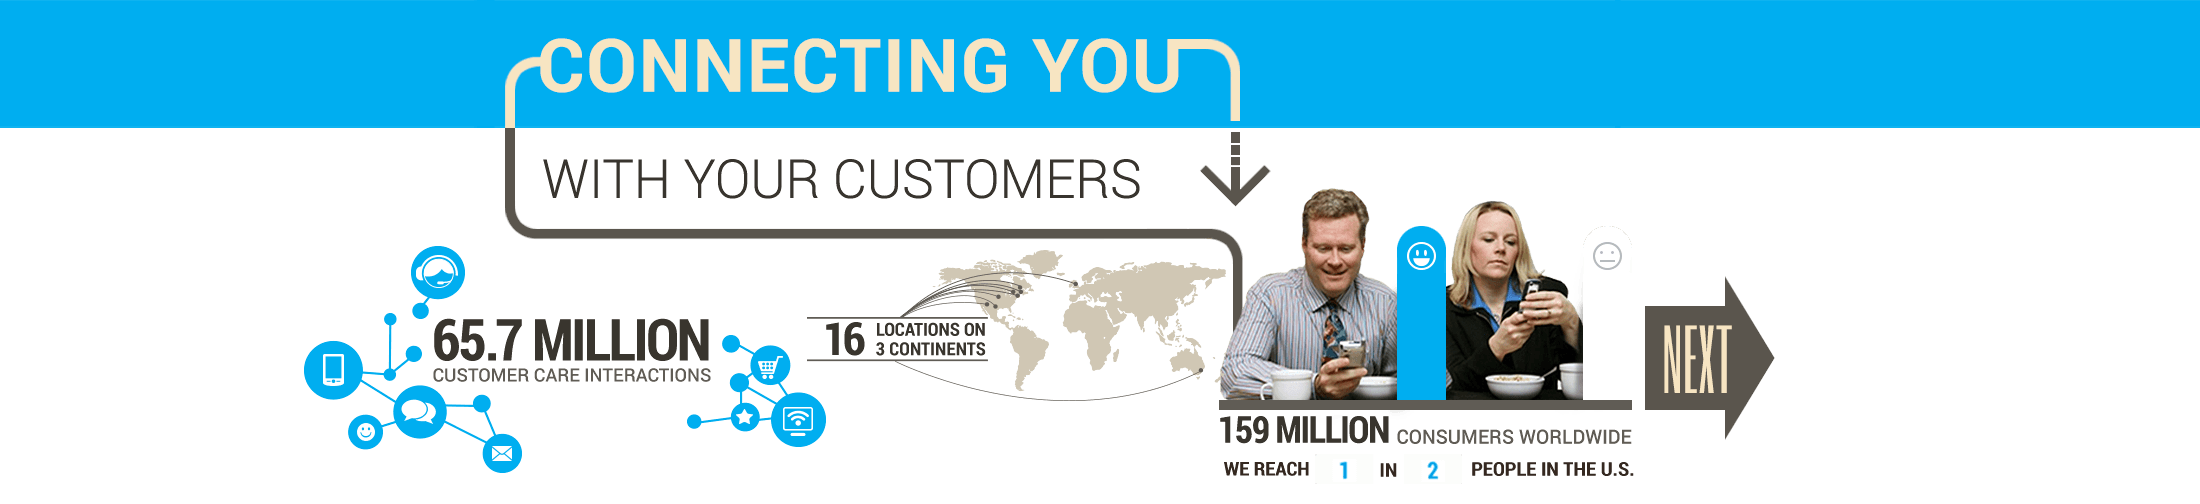 CONNECTING YOU
WITH YOUR CUSTOMERS
65.7 MILLION
CUSTOMER CARE INTERACTIONS
16 LOCATIONS ON
3 CONTINENTS
159 MILLION CONSUMERS WORLDWIDE
WE REACH 1 IN 2 PEOPLE IN THE U.S.
NEXT